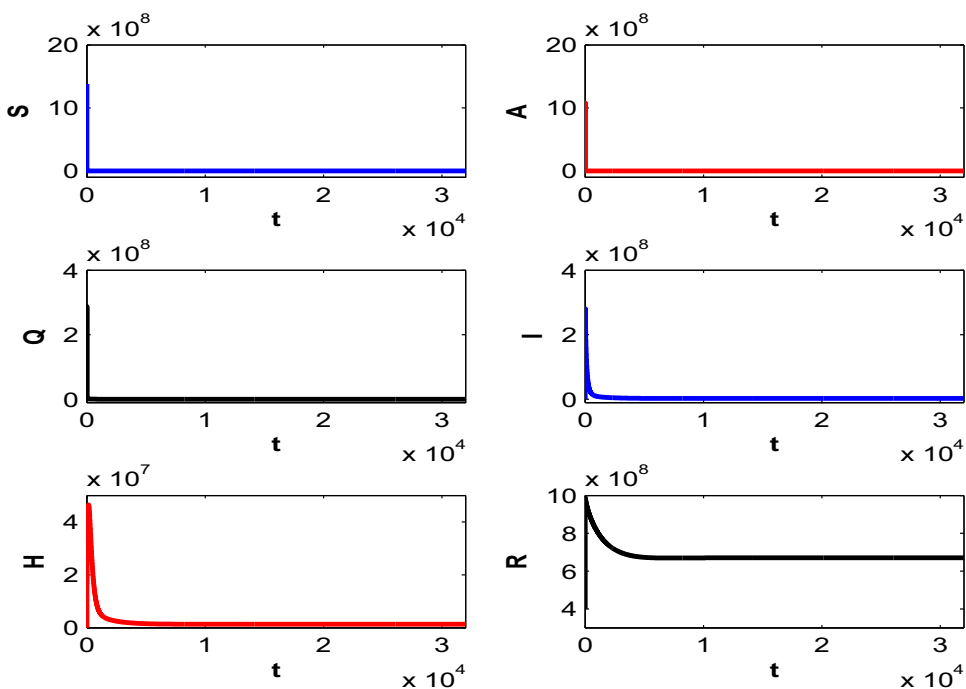 x 10^8 x 10^8
20 20
10 10
0 0
S A
0 1 2 3 0 1 2 3
t t
x 10^4 x 10^4
x 10^8 x 10^8
4 4
2 2
0 0
Q I
0 1 2 3 0 1 2 3
t t
x 10^4 x 10^4
x 10^7 x 10^8
4 10
2 8
0 6
4
H R
0 1 2 3 0 1 2 3
t t
x 10^4 x 10^4